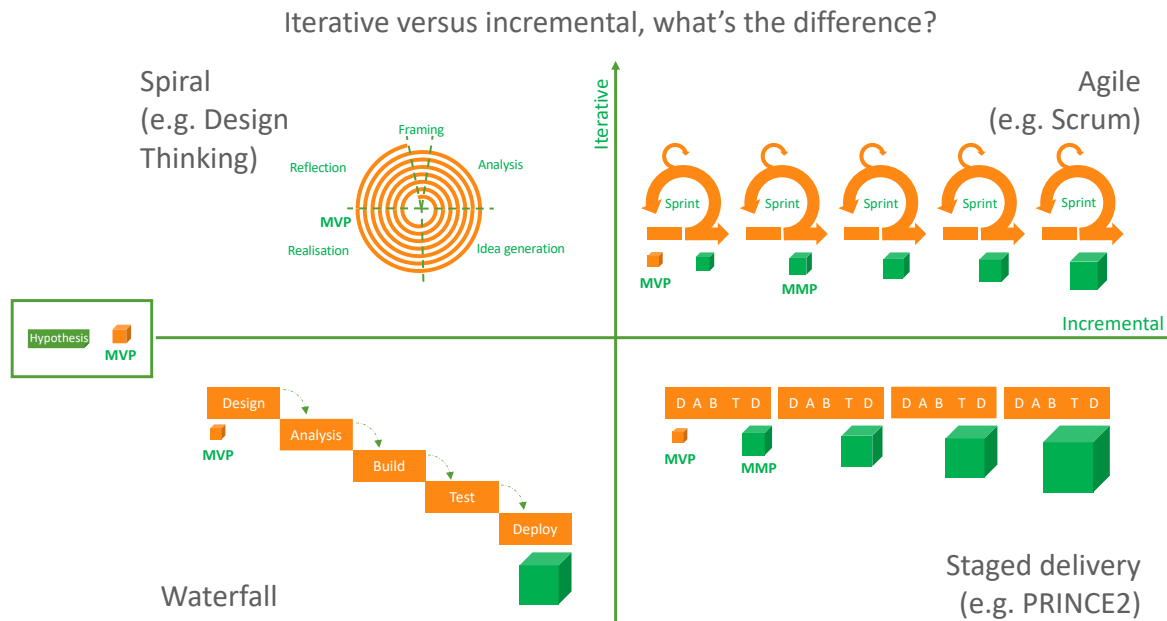 Iterative versus incremental, what's the difference?
Spiral
(e.g. Design
Thinking)
Framing
Reflection
Analysis
MVP
Realisation
Idea generation
Iterative
Agile
(e.g. Scrum)
Sprint
Sprint
Sprint
Sprint
Sprint
MVP
MMP
Incremental
Hypothesis
MVP
Design
MVP
Analysis
Build
Test
Deploy
Waterfall
D A B T D
D A B T D
D A B T D
D A B T D
MVP
MMP
Staged delivery
(e.g. PRINCE2)